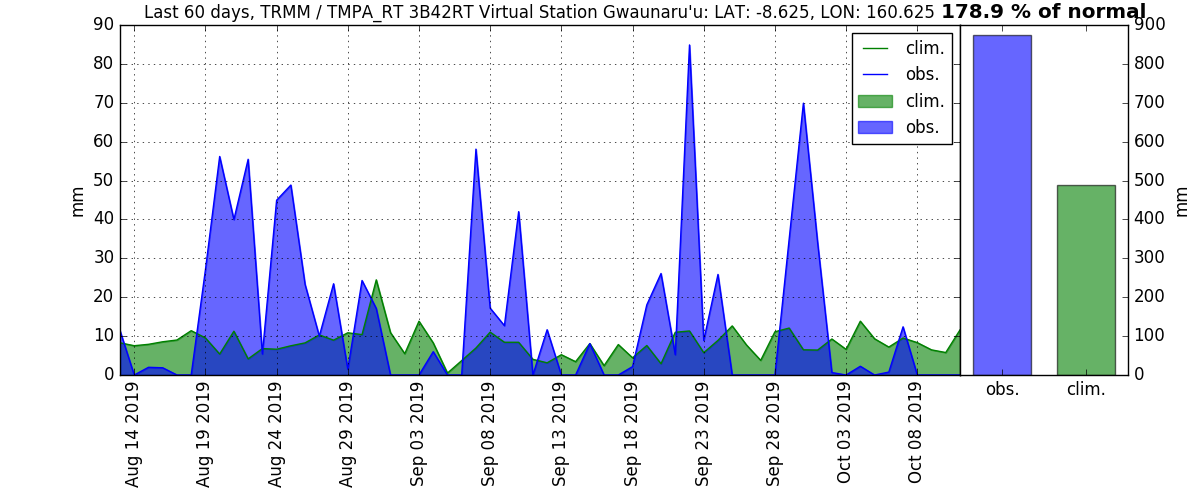 Last 60 days, TRMM / TMPA_RT 3B42RT Virtual Station Gwaunaru'u: LAT: -8.625, LON: 160.625 178.9 % of normal
90
80
70
60
50
40
30
20
10
0
mm
clim.
obs.
clim.
obs.
Aug 14 2019
Aug 19 2019
Aug 24 2019
Aug 29 2019
Sep 03 2019
Sep 08 2019
Sep 13 2019
Sep 18 2019
Sep 23 2019
Sep 28 2019
Oct 03 2019
Oct 08 2019
900
800
700
600
500
400
300
200
100
0
mm
obs.
clim.